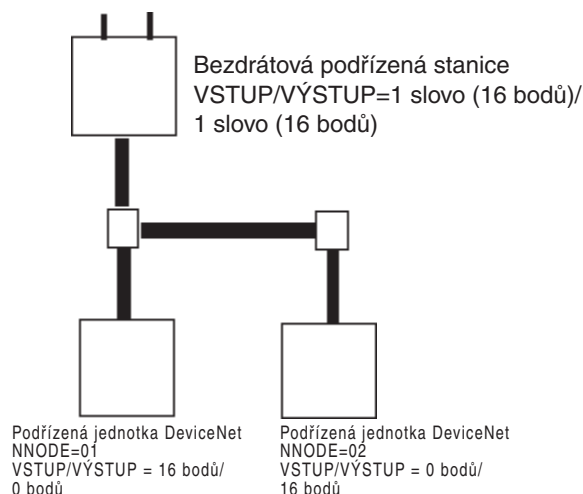 Bezdrátová podřízená stanice
VSTUP/VÝSTUP=1 slovo (16 bodů)/
1 slovo (16 bodů)
Podřízená jednotka DeviceNet
NNODE=01
VSTUP/VÝSTUP = 16 bodů/
0 bodů
Podřízená jednotka DeviceNet
NNODE=02
VSTUP/VÝSTUP = 0 bodů/
16 bodů